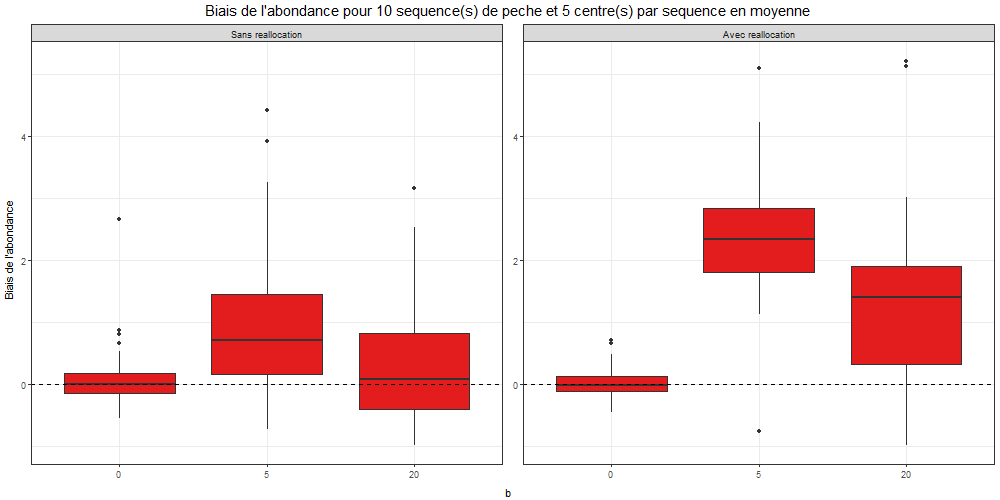 Biais de l'abondance pour 10 sequence(s) de peche et 5 centre(s) par sequence en moyenne
Sans reallocation
Avec reallocation
Biais de l'abondance
4
2
0
4
2
0
0
5
20
0
5
20
b